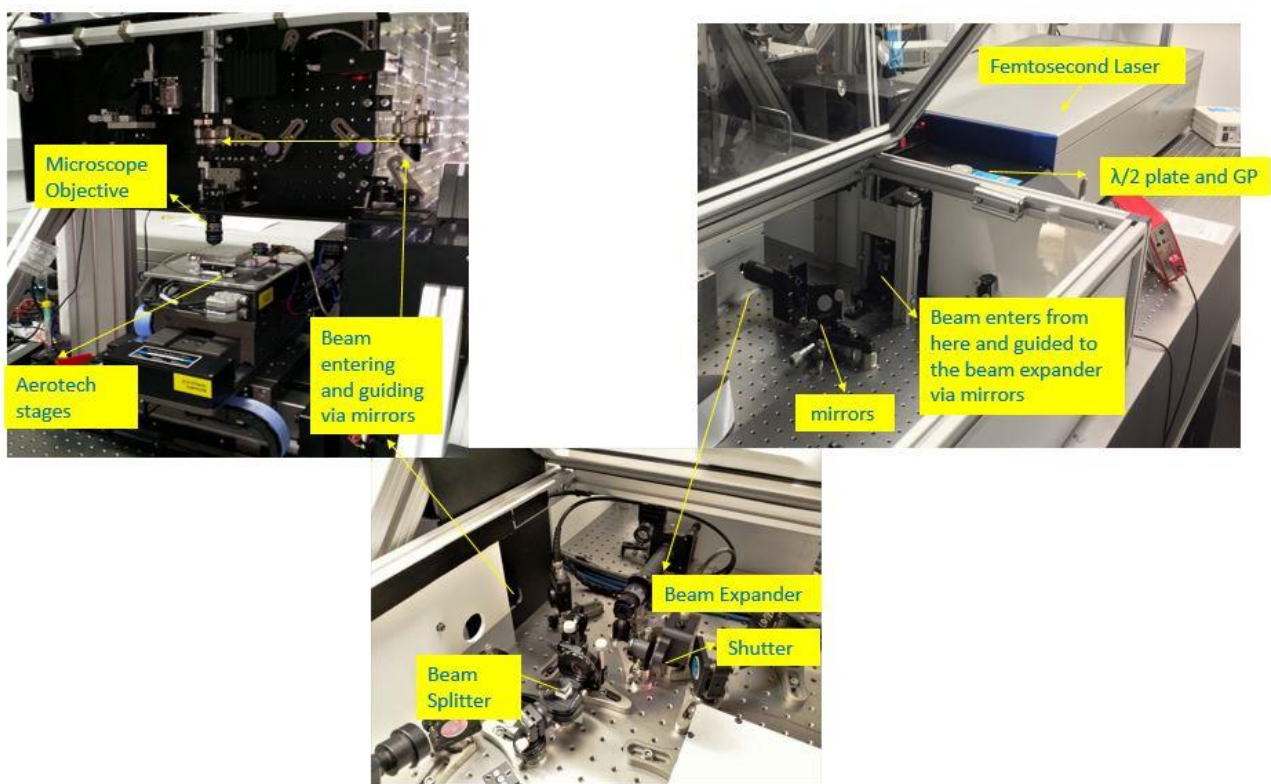 Microscope
Objective
Aerotech
stages
Beam
entering
and guiding
via mirrors
Femtosecond Laser
λ/2 plate and GP
Beam enters from
here and guided to
the beam expander
via mirrors
mirrors
Beam Expander
Shutter
Beam
Splitter